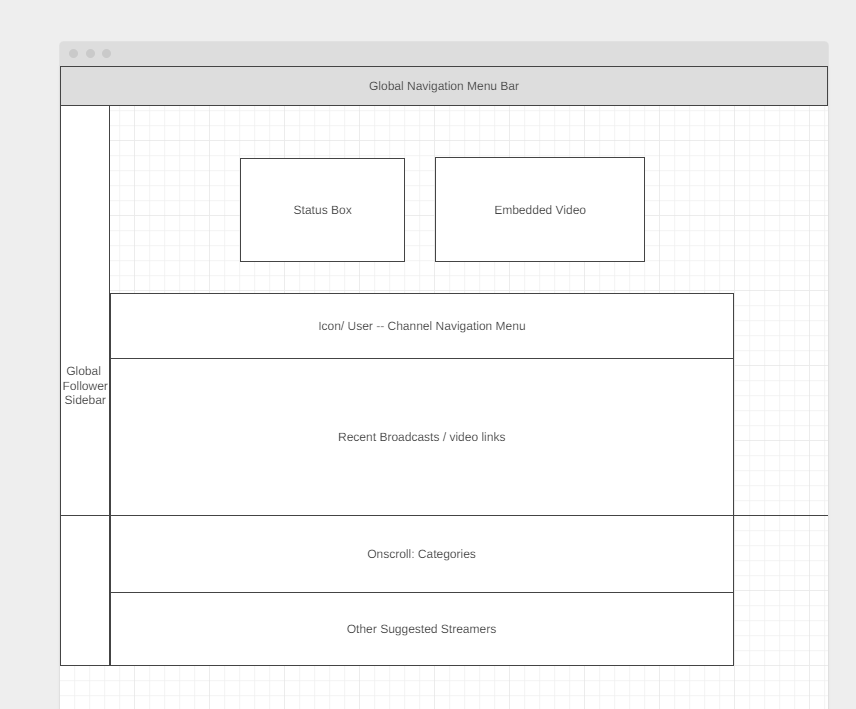 Global Navigation Menu Bar
Status Box
Embedded Video
Icon/ User -- Channel Navigation Menu
Global
Follower
Sidebar
Recent Broadcasts / video links
Onscroll: Categories
Other Suggested Streamers